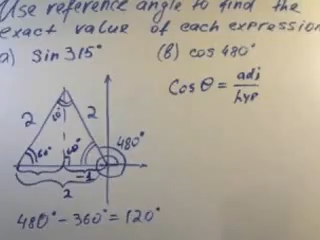 Use reference angle to find the
exact value of each expression
a) sin 315° (b) cos 480°
Cos θ = adj/hyp
2 2
480°
60° 60°
-1
2
480° - 360° = 120°